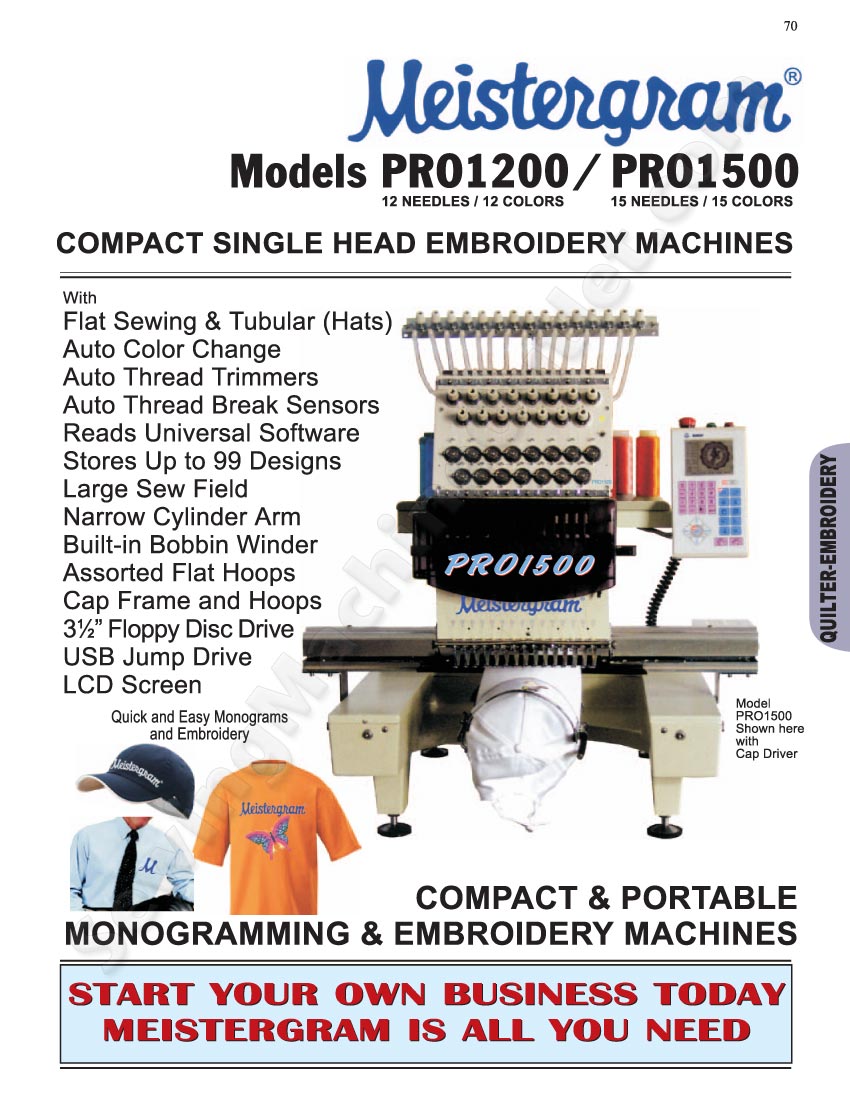 70
Meistergram®
Models PRO1200 / PRO1500
12 NEEDLES / 12 COLORS 15 NEEDLES / 15 COLORS
COMPACT SINGLE HEAD EMBROIDERY MACHINES
With
Flat Sewing & Tubular (Hats)
Auto Color Change
Auto Thread Trimmers
Auto Thread Break Sensors
Reads Universal Software
Stores Up to 99 Designs
Large Sew Field
Narrow Cylinder Arm
Built-in Bobbin Winder
Assorted Flat Hoops
Cap Frame and Hoops
3½” Floppy Disc Drive
USB Jump Drive
LCD Screen
PRO1500
PRO1500
Meistergram
QUILTER-EMBROIDERY
Model
PRO1500
Shown here
with
Cap Driver
Quick and Easy Monograms
and Embroidery
Meistergram
Meistergram
M
COMPACT & PORTABLE
MONOGRAMMING & EMBROIDERY MACHINES
START YOUR OWN BUSINESS TODAY
MEISTERGRAM IS ALL YOU NEED